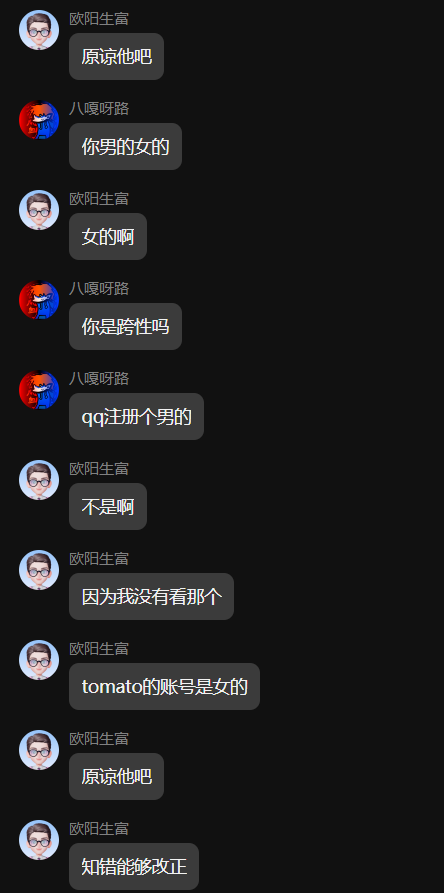 欧阳生富
原谅他吧
八嘎呀路
你男的女的
欧阳生富
女的啊
八嘎呀路
你是跨性吗
八嘎呀路
qq注册个男的
欧阳生富
不是啊
欧阳生富
因为我没有看那个
欧阳生富
tomato的账号是女的
欧阳生富
原谅他吧
欧阳生富
知错能够改正